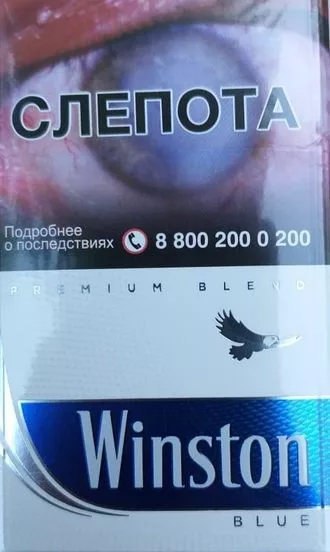 СЛЕПОТА
Подробнее
о последствиях 8 800 200 0 200
PREMIUM BLEND
Winston
BLUE